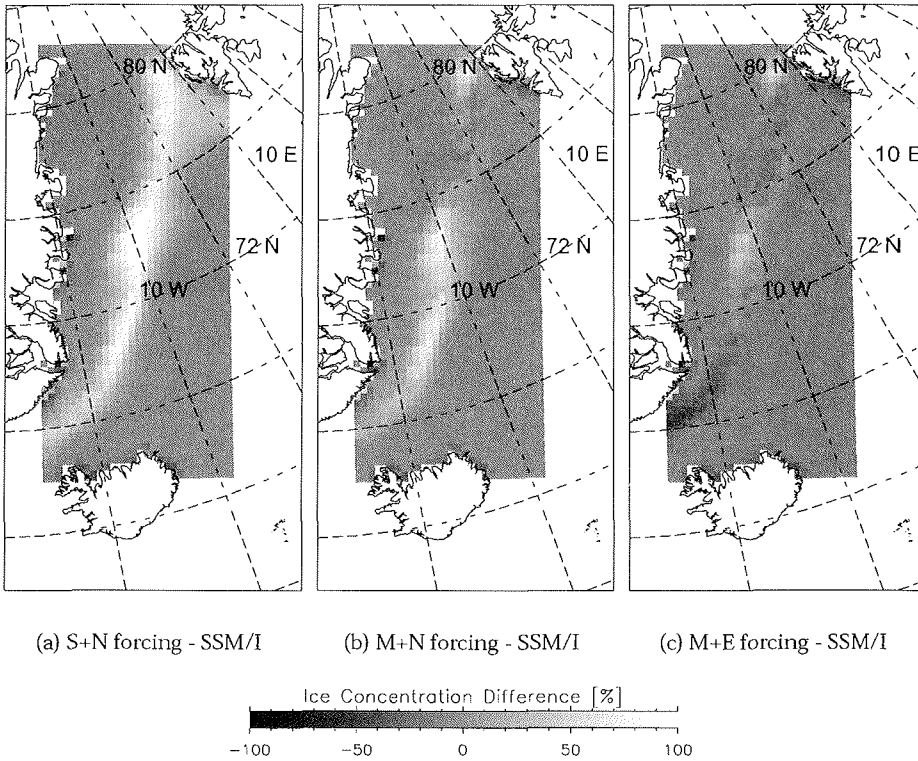 80 N
10 E
72 N
10 W
80 N
10 E
72 N
10 W
80 N
10 E
72 N
10 W
(a) S+N forcing - SSM/I
(b) M+N forcing - SSM/I
(c) M+E forcing - SSM/I
Ice Concentration Difference [%]
-100 -50 0 50 100